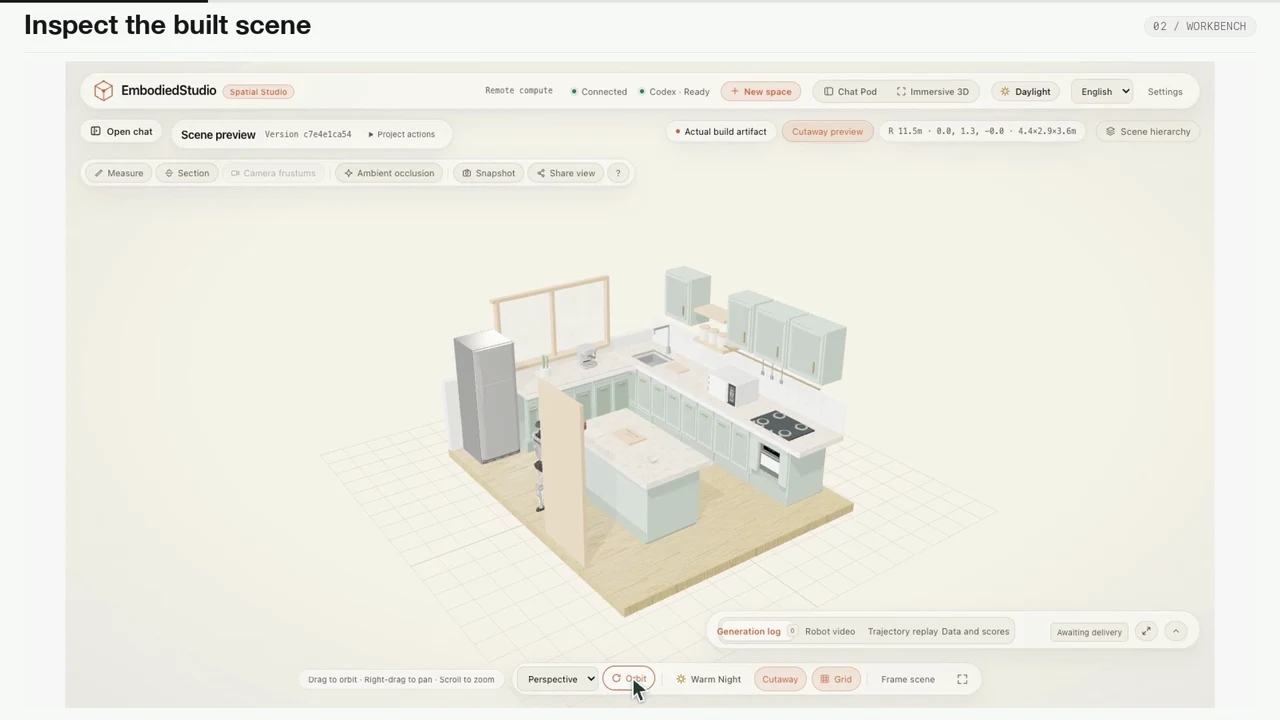 Inspect the built scene
02 / WORKBENCH
EmbodiedStudio Spatial Studio Remote compute Connected Codex · Ready + New space Chat Pod Immersive 3D Daylight English Settings
Open chat Scene preview Version c7e4e1ca54 Project actions Actual build artifact Cutaway preview R 11.5m · 0.0, 1.3, −0.0 · 4.4×2.9×3.6m Scene hierarchy
Measure Section Camera frustums Ambient occlusion Snapshot Share view ?
Generation log 0 Robot video Trajectory replay Data and scores Awaiting delivery
Drag to orbit · Right-drag to pan · Scroll to zoom Perspective Orbit Warm Night Cutaway Grid Frame scene